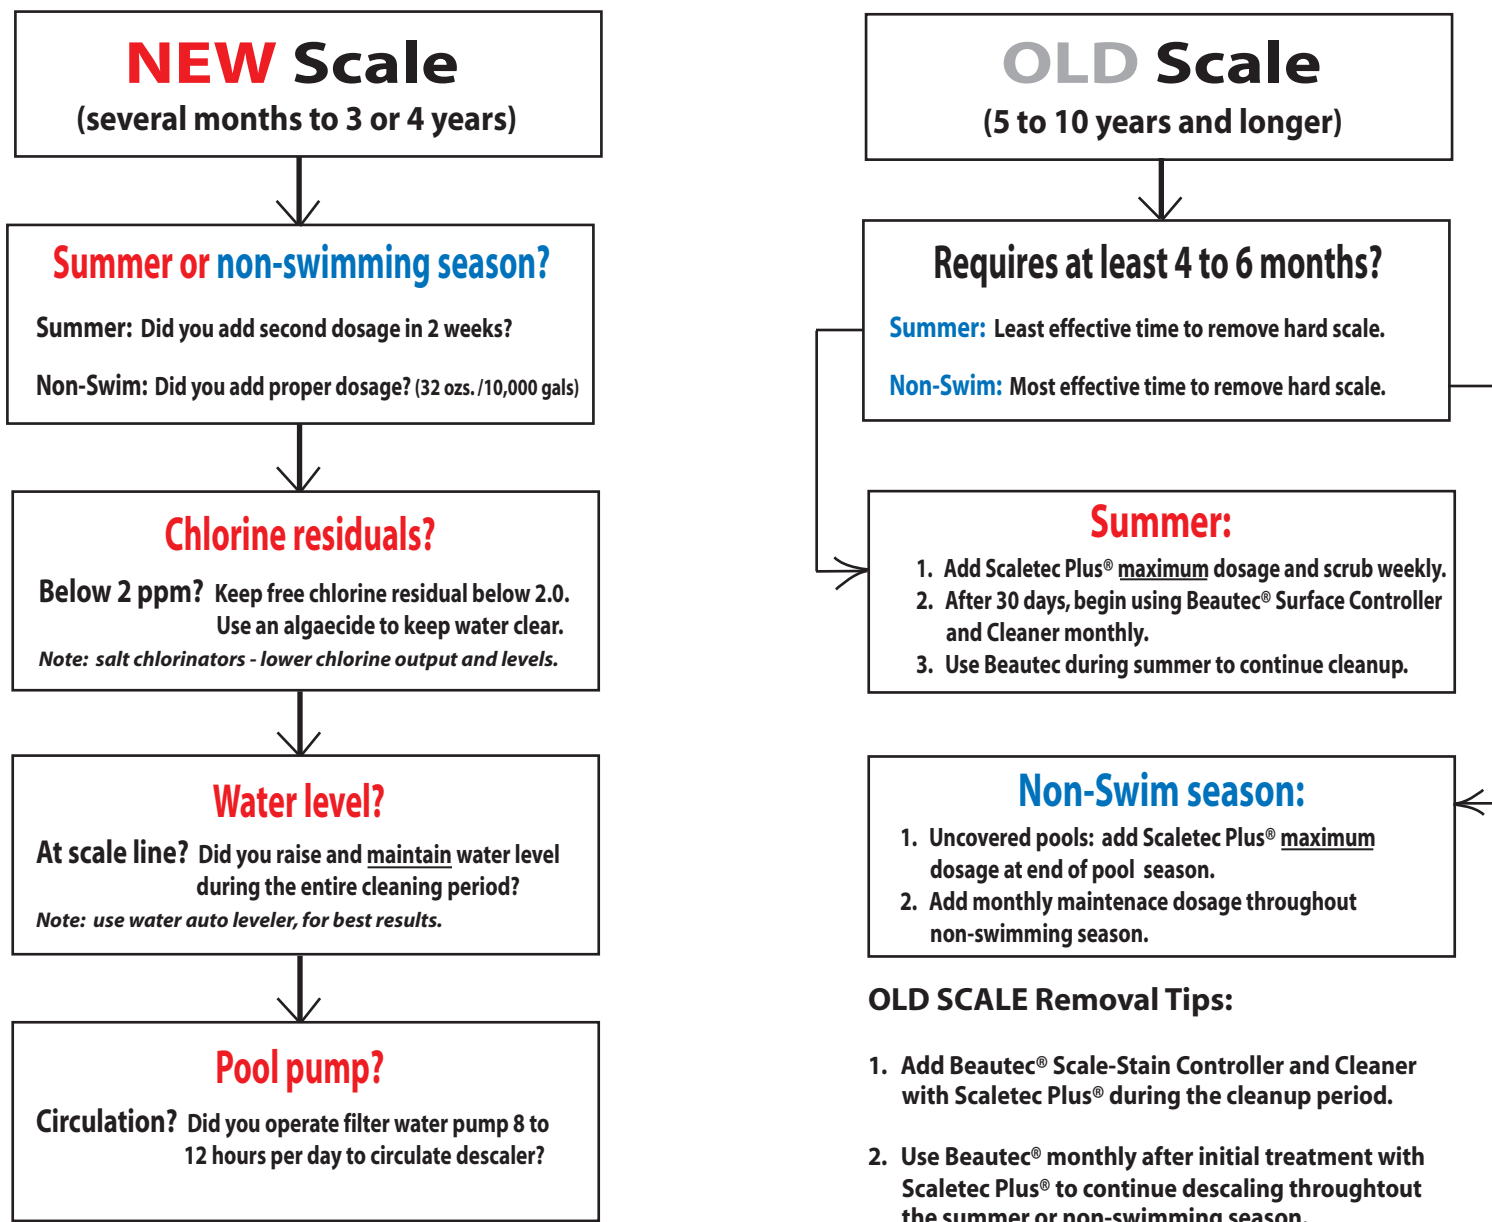 NEW Scale
(several months to 3 or 4 years)
Summer or non-swimming season?
Summer: Did you add second dosage in 2 weeks?
Non-Swim: Did you add proper dosage? (32 ozs. /10,000 gals)
Chlorine residuals?
Below 2 ppm? Keep free chlorine residual below 2.0.
Use an algaecide to keep water clear.
Note: salt chlorinators - lower chlorine output and levels.
Water level?
At scale line? Did you raise and maintain water level
during the entire cleaning period?
Note: use water auto leveler, for best results.
Pool pump?
Circulation? Did you operate filter water pump 8 to
12 hours per day to circulate descaler?
OLD Scale
(5 to 10 years and longer)
Requires at least 4 to 6 months?
Summer: Least effective time to remove hard scale.
Non-Swim: Most effective time to remove hard scale.
Summer:
1. Add Scaletec Plus® maximum dosage and scrub weekly.
2. After 30 days, begin using Beautec® Surface Controller
and Cleaner monthly.
3. Use Beautec during summer to continue cleanup.
Non-Swim season:
1. Uncovered pools: add Scaletec Plus® maximum
dosage at end of pool season.
2. Add monthly maintenace dosage throughout
non-swimming season.
OLD SCALE Removal Tips:
1. Add Beautec® Scale-Stain Controller and Cleaner
with Scaletec Plus® during the cleanup period.
2. Use Beautec® monthly after initial treatment with
Scaletec Plus® to continue descaling throughtout
the summer or non-swimming season.